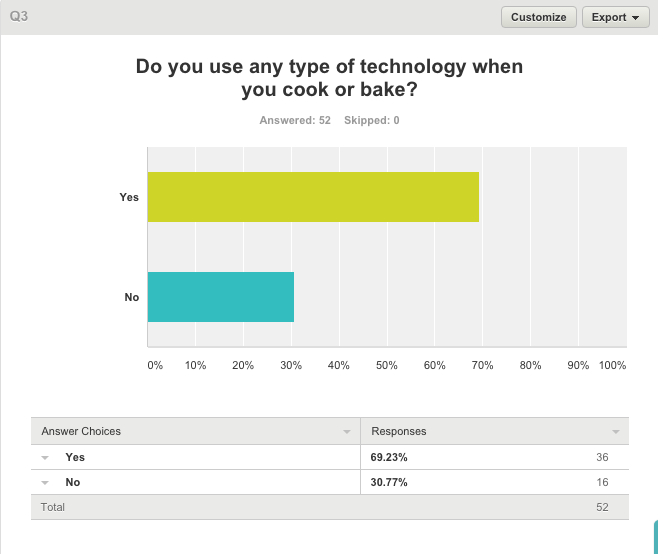 Q3
Customize
Export
Do you use any type of technology when
you cook or bake?
Answered: 52 Skipped: 0
Yes
No
0% 10% 20% 30% 40% 50% 60% 70% 80% 90% 100%
Answer Choices Responses
Yes 69.23% 36
No 30.77% 16
Total 52